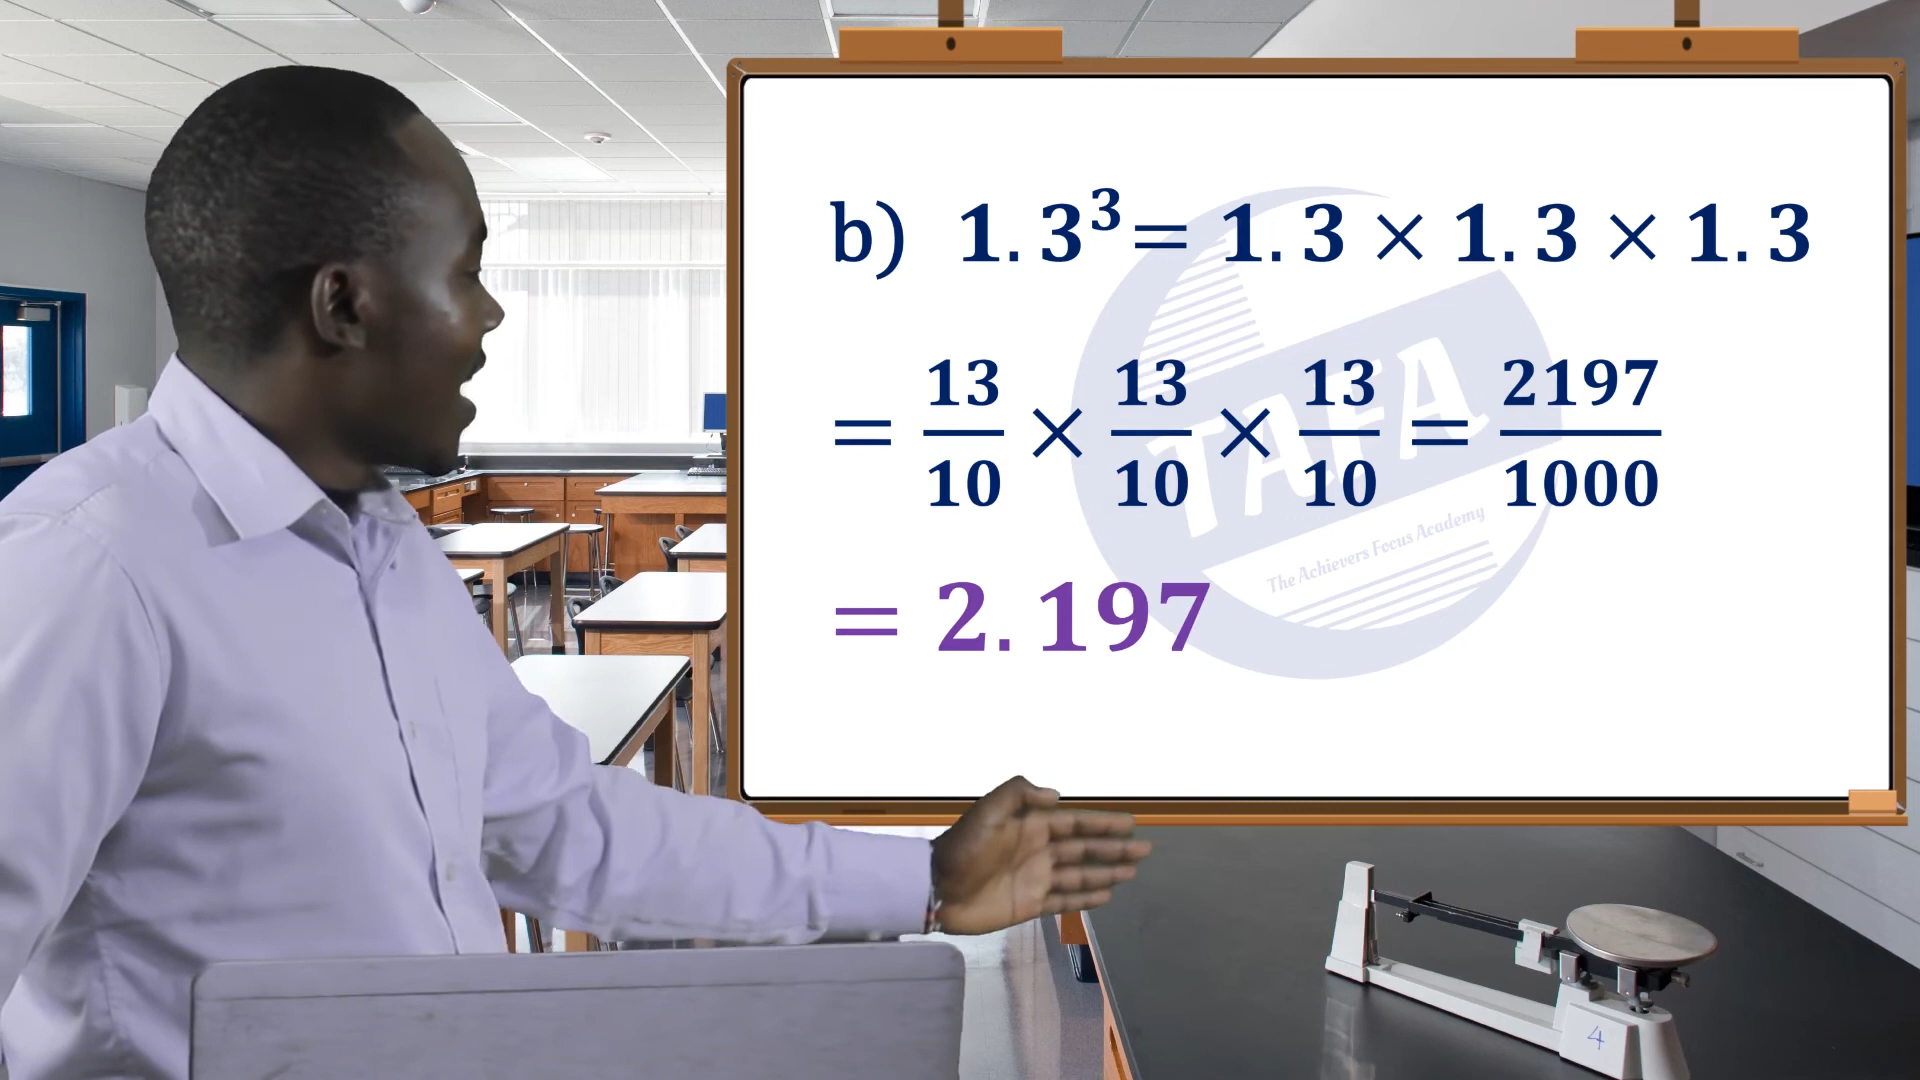 b) 1.3³ = 1.3 × 1.3 × 1.3
= 13/10 × 13/10 × 13/10 = 2197/1000
= 2.197
TAFA
The Achievers Focus Academy
4